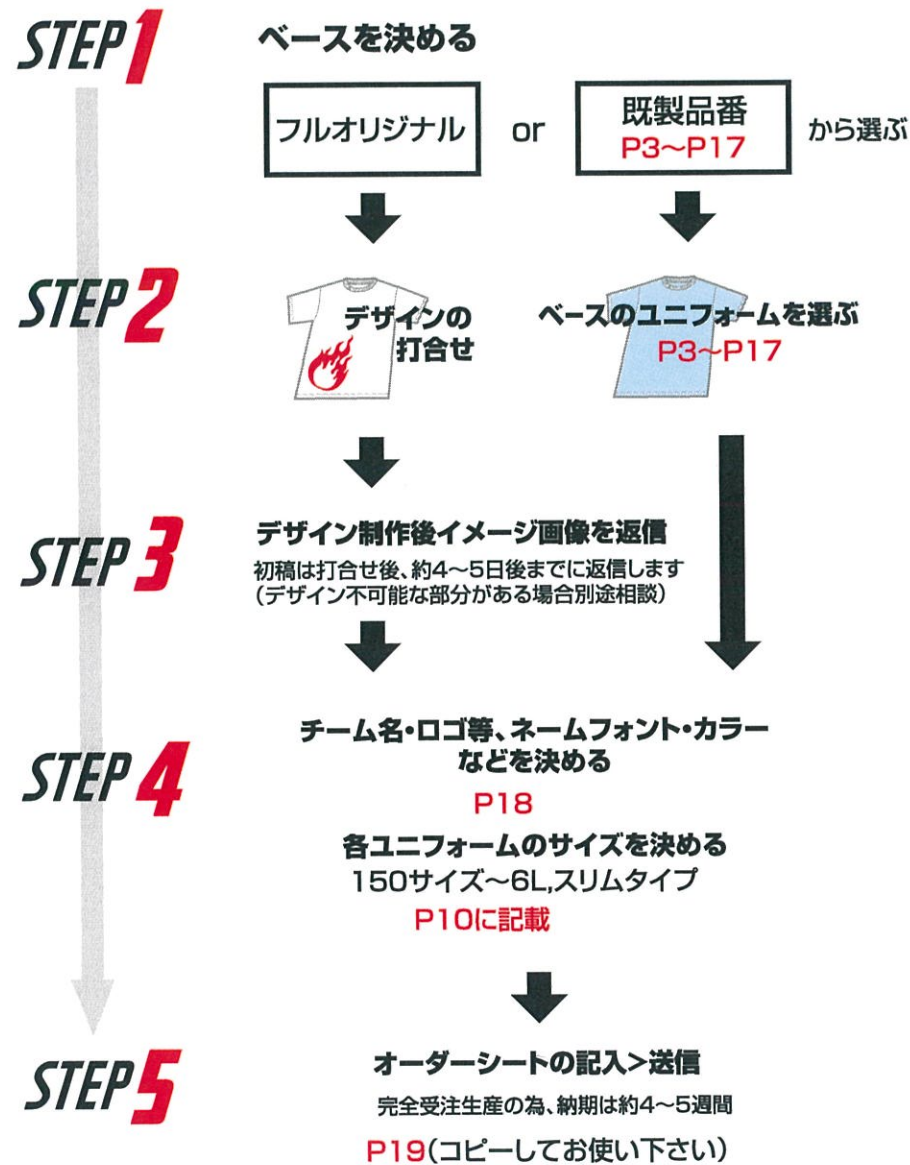 STEP1
ベースを決める
フルオリジナル
or
既製品番
P3~P17
から選ぶ
STEP2
デザインの
打合せ
ベースのユニフォームを選ぶ
P3~P17
STEP3
デザイン制作後イメージ画像を返信
初稿は打合せ後、約4~5日後までに返信します
(デザイン不可能な部分がある場合別途相談)
STEP4
チーム名・ロゴ等、ネームフォント・カラー
などを決める
P18
各ユニフォームのサイズを決める
150サイズ~6L,スリムタイプ
P10に記載
STEP5
オーダーシートの記入>送信
完全受注生産の為、納期は約4~5週間
P19(コピーしてお使い下さい)